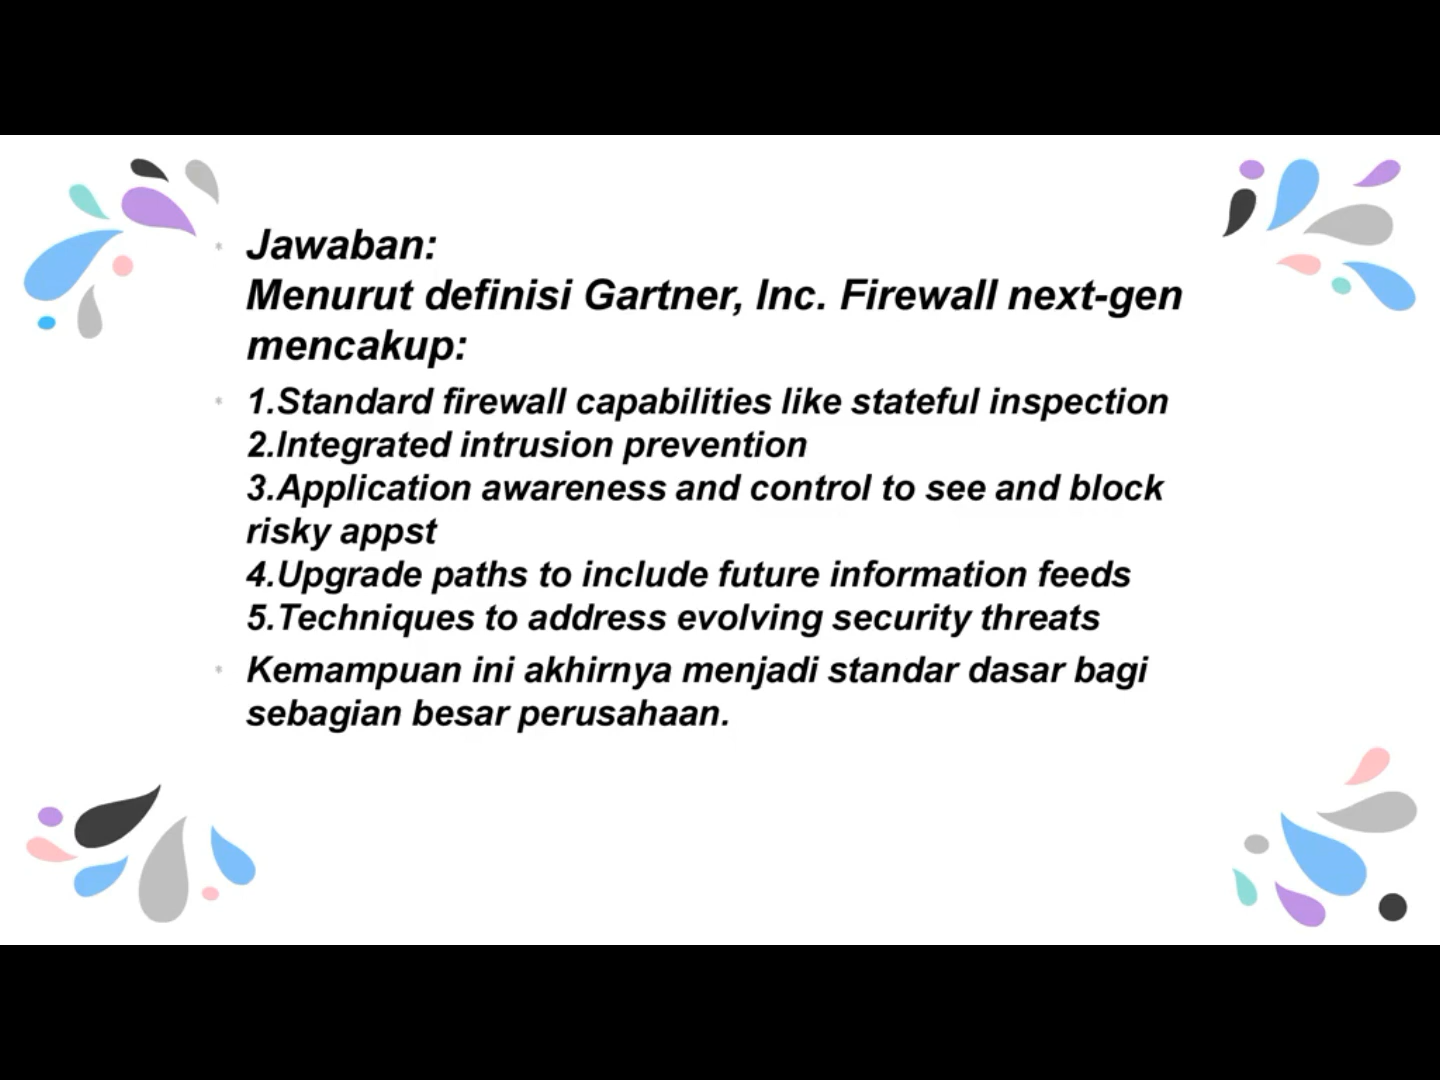 Jawaban:
Menurut definisi Gartner, Inc. Firewall next-gen
mencakup:
1.Standard firewall capabilities like stateful inspection
2.Integrated intrusion prevention
3.Application awareness and control to see and block
risky appst
4.Upgrade paths to include future information feeds
5.Techniques to address evolving security threats
Kemampuan ini akhirnya menjadi standar dasar bagi
sebagian besar perusahaan.